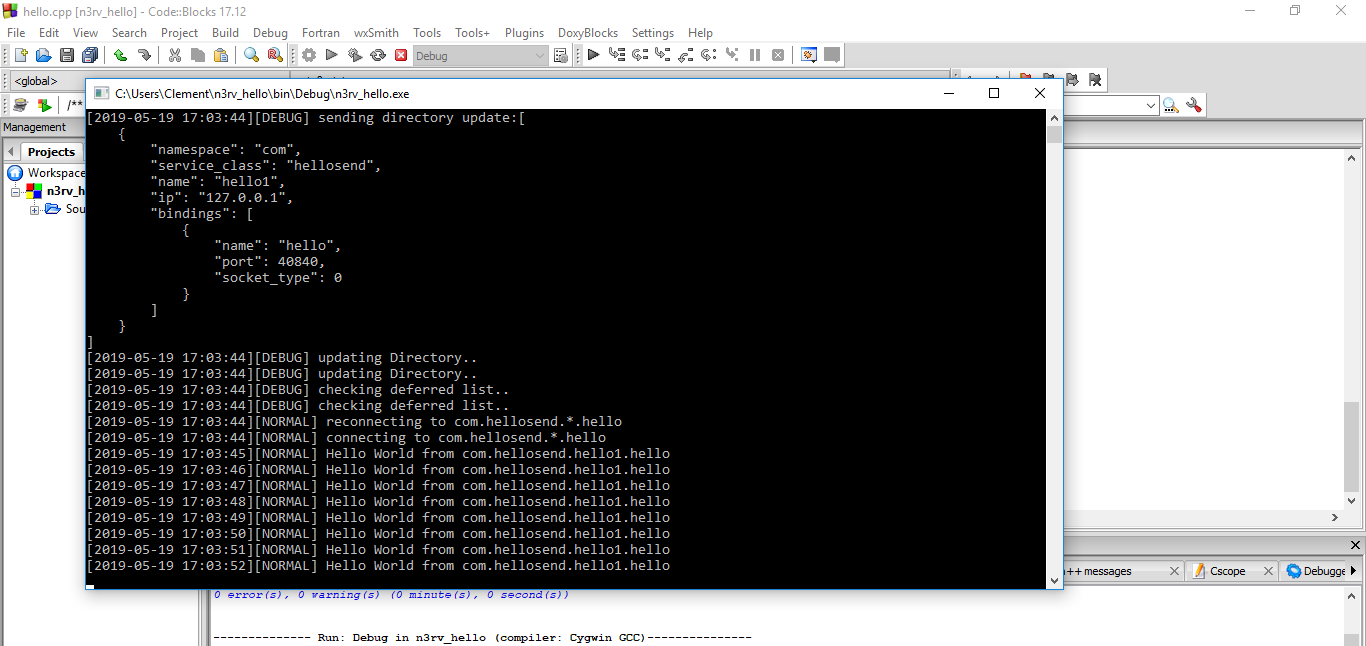 hello.cpp [n3rv_hello] - Code::Blocks 17.12
File Edit View Search Project Build Debug Fortran wxSmith Tools Tools+ Plugins DoxyBlocks Settings Help
Debug
<global>
/**
Management
Projects
Workspace
n3rv_h
Sou
C:\Users\Clement\n3rv_hello\bin\Debug\n3rv_hello.exe
[2019-05-19 17:03:44][DEBUG] sending directory update:[
    {
        "namespace": "com",
        "service_class": "hellosend",
        "name": "hello1",
        "ip": "127.0.0.1",
        "bindings": [
            {
                "name": "hello",
                "port": 40840,
                "socket_type": 0
            }
        ]
    }
]
[2019-05-19 17:03:44][DEBUG] updating Directory..
[2019-05-19 17:03:44][DEBUG] updating Directory..
[2019-05-19 17:03:44][DEBUG] checking deferred list..
[2019-05-19 17:03:44][DEBUG] checking deferred list..
[2019-05-19 17:03:44][NORMAL] reconnecting to com.hellosend.*.hello
[2019-05-19 17:03:44][NORMAL] connecting to com.hellosend.*.hello
[2019-05-19 17:03:45][NORMAL] Hello World from com.hellosend.hello1.hello
[2019-05-19 17:03:46][NORMAL] Hello World from com.hellosend.hello1.hello
[2019-05-19 17:03:47][NORMAL] Hello World from com.hellosend.hello1.hello
[2019-05-19 17:03:48][NORMAL] Hello World from com.hellosend.hello1.hello
[2019-05-19 17:03:49][NORMAL] Hello World from com.hellosend.hello1.hello
[2019-05-19 17:03:50][NORMAL] Hello World from com.hellosend.hello1.hello
[2019-05-19 17:03:51][NORMAL] Hello World from com.hellosend.hello1.hello
[2019-05-19 17:03:52][NORMAL] Hello World from com.hellosend.hello1.hello
++ messages Cscope Debugge
0 error(s), 0 warning(s) (0 minute(s), 0 second(s))
-------------- Run: Debug in n3rv_hello (compiler: Cygwin GCC)---------------